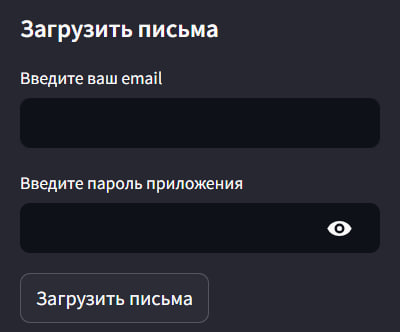 Загрузить письма
Введите ваш email
Введите пароль приложения
Загрузить письма